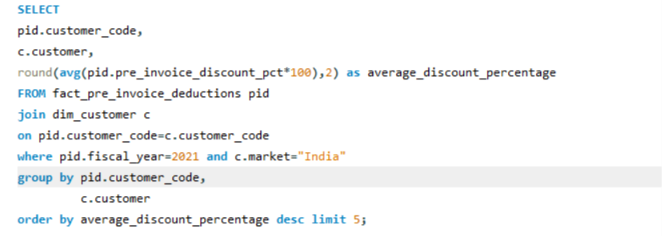 SELECT
pid.customer_code,
c.customer,
round(avg(pid.pre_invoice_discount_pct*100),2) as average_discount_percentage
FROM fact_pre_invoice_deductions pid
join dim_customer c
on pid.customer_code=c.customer_code
where pid.fiscal_year=2021 and c.market="India"
group by pid.customer_code,
c.customer
order by average_discount_percentage desc limit 5;